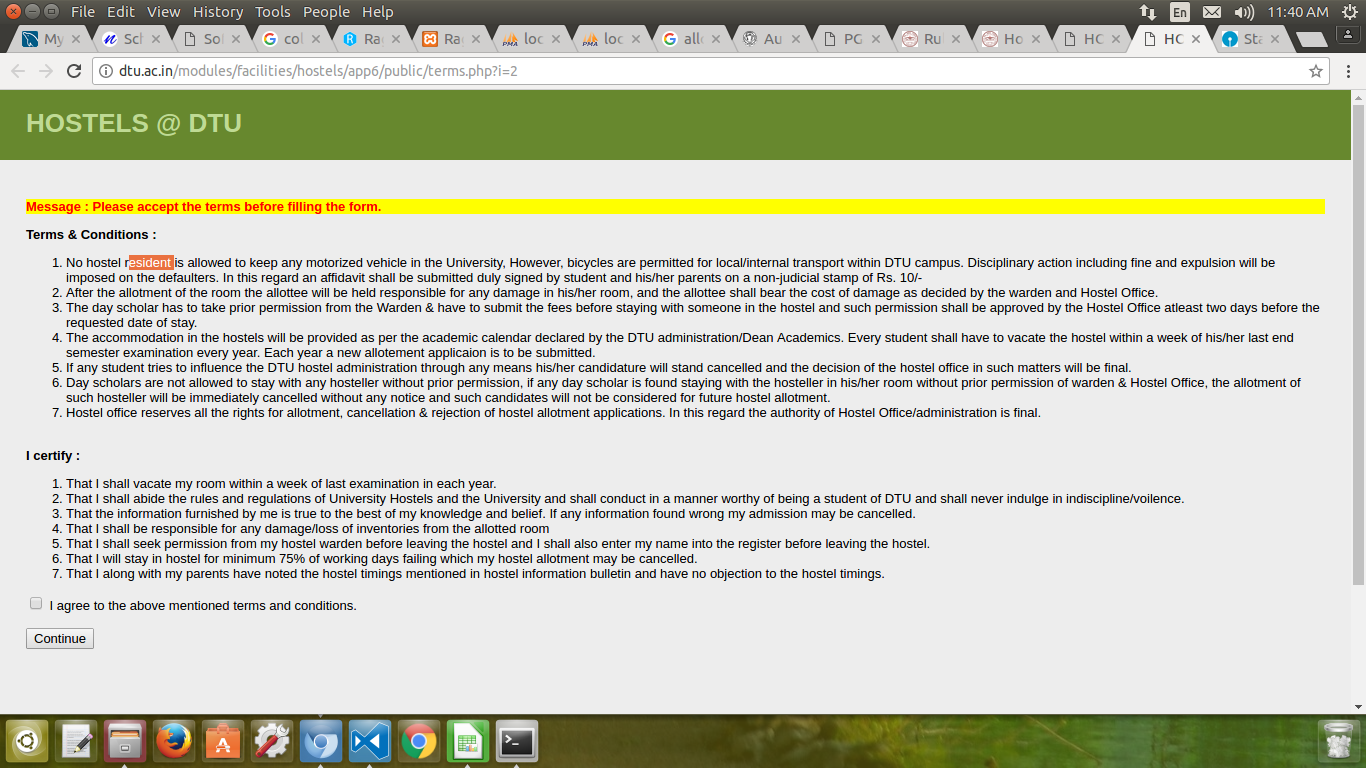 File Edit View History Tools People Help
En
11:40 AM
My
Sch
Sof
col
Rag
Rag
loc
loc
allo
Au
PG
Rul
Ho
HC
HC
Sta
dtu.ac.in/modules/facilities/hostels/app6/public/terms.php?i=2
HOSTELS @ DTU
Message : Please accept the terms before filling the form.
Terms & Conditions :
1. No hostel resident is allowed to keep any motorized vehicle in the University, However, bicycles are permitted for local/internal transport within DTU campus. Disciplinary action including fine and expulsion will be
imposed on the defaulters. In this regard an affidavit shall be submitted duly signed by student and his/her parents on a non-judicial stamp of Rs. 10/-
2. After the allotment of the room the allottee will be held responsible for any damage in his/her room, and the allottee shall bear the cost of damage as decided by the warden and Hostel Office.
3. The day scholar has to take prior permission from the Warden & have to submit the fees before staying with someone in the hostel and such permission shall be approved by the Hostel Office atleast two days before the
requested date of stay.
4. The accommodation in the hostels will be provided as per the academic calendar declared by the DTU administration/Dean Academics. Every student shall have to vacate the hostel within a week of his/her last end
semester examination every year. Each year a new allotement applicaion is to be submitted.
5. If any student tries to influence the DTU hostel administration through any means his/her candidature will stand cancelled and the decision of the hostel office in such matters will be final.
6. Day scholars are not allowed to stay with any hosteller without prior permission, if any day scholar is found staying with the hosteller in his/her room without prior permission of warden & Hostel Office, the allotment of
such hosteller will be immediately cancelled without any notice and such candidates will not be considered for future hostel allotment.
7. Hostel office reserves all the rights for allotment, cancellation & rejection of hostel allotment applications. In this regard the authority of Hostel Office/administration is final.
I certify :
1. That I shall vacate my room within a week of last examination in each year.
2. That I shall abide the rules and regulations of University Hostels and the University and shall conduct in a manner worthy of being a student of DTU and shall never indulge in indiscipline/voilence.
3. That the information furnished by me is true to the best of my knowledge and belief. If any information found wrong my admission may be cancelled.
4. That I shall be responsible for any damage/loss of inventories from the allotted room
5. That I shall seek permission from my hostel warden before leaving the hostel and I shall also enter my name into the register before leaving the hostel.
6. That I will stay in hostel for minimum 75% of working days failing which my hostel allotment may be cancelled.
7. That I along with my parents have noted the hostel timings mentioned in hostel information bulletin and have no objection to the hostel timings.
I agree to the above mentioned terms and conditions.
Continue